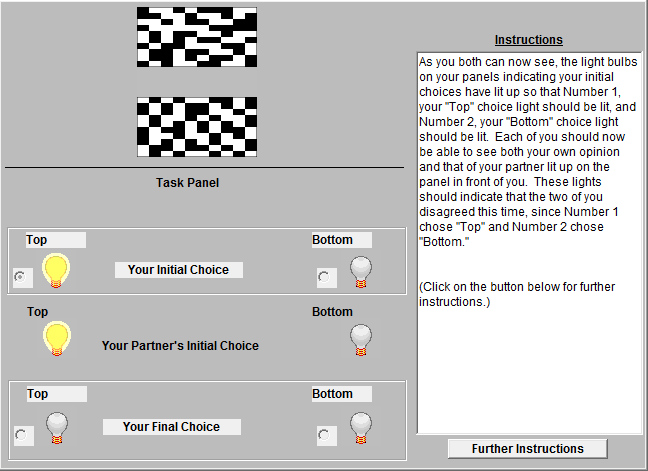 Instructions
As you both can now see, the light bulbs
on your panels indicating your initial
choices have lit up so that Number 1,
your "Top" choice light should be lit, and
Number 2, your "Bottom" choice light
should be lit.  Each of you should now
be able to see both your own opinion
and that of your partner lit up on the
panel in front of you.  These lights
should indicate that the two of you
disagreed this time, since Number 1
chose "Top" and Number 2 chose
"Bottom."
(Click on the button below for further
instructions.)
Further Instructions
Task Panel
Top
Bottom
Your Initial Choice
Top
Bottom
Your Partner's Initial Choice
Top
Bottom
Your Final Choice